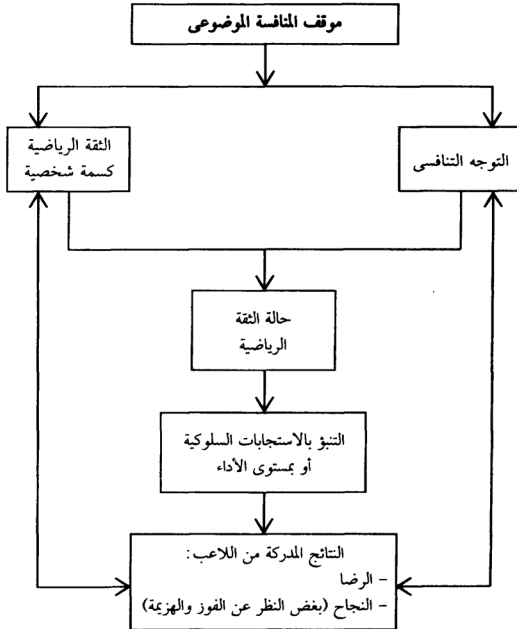 موقف المنافسة الموضوعى
الثقة الرياضية
كسمة شخصية
التوجه التنافسى
حالة الثقة
الرياضية
التنبؤ بالاستجابات السلوكية
أو بمستوى الأداء
النتائج المدركة من اللاعب :
– الرضا
– النجاح (بغض النظر عن الفوز والهزيمة)